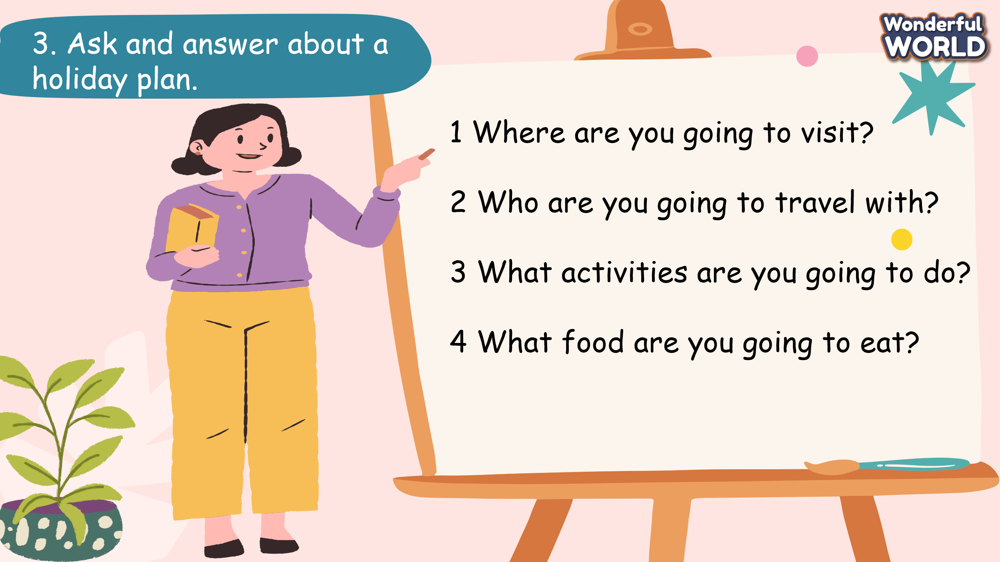 3. Ask and answer about a
holiday plan.
Wonderful
WORLD
1 Where are you going to visit?
2 Who are you going to travel with?
3 What activities are you going to do?
4 What food are you going to eat?